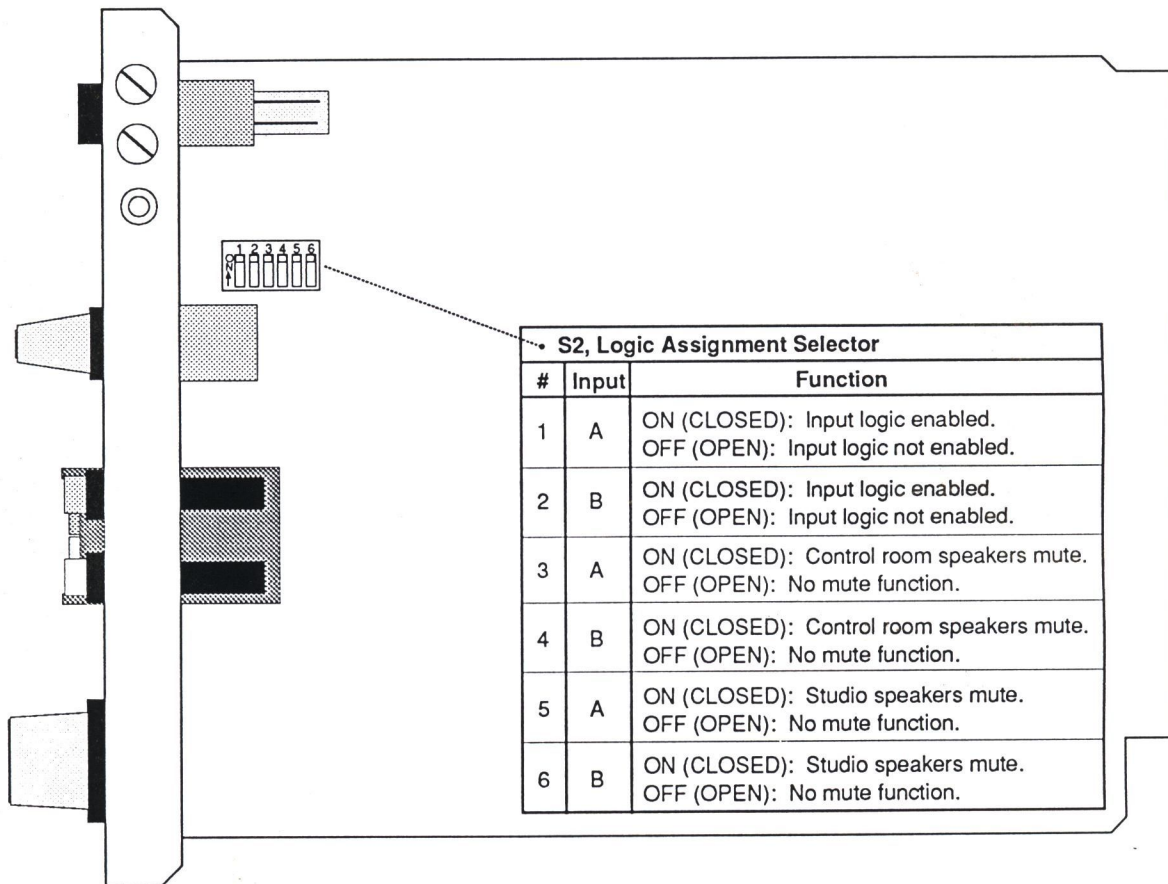 1 2 3 4 5 6
ON
• S2, Logic Assignment Selector
# Input Function
1 A ON (CLOSED): Input logic enabled.
OFF (OPEN): Input logic not enabled.
2 B ON (CLOSED): Input logic enabled.
OFF (OPEN): Input logic not enabled.
3 A ON (CLOSED): Control room speakers mute.
OFF (OPEN): No mute function.
4 B ON (CLOSED): Control room speakers mute.
OFF (OPEN): No mute function.
5 A ON (CLOSED): Studio speakers mute.
OFF (OPEN): No mute function.
6 B ON (CLOSED): Studio speakers mute.
OFF (OPEN): No mute function.